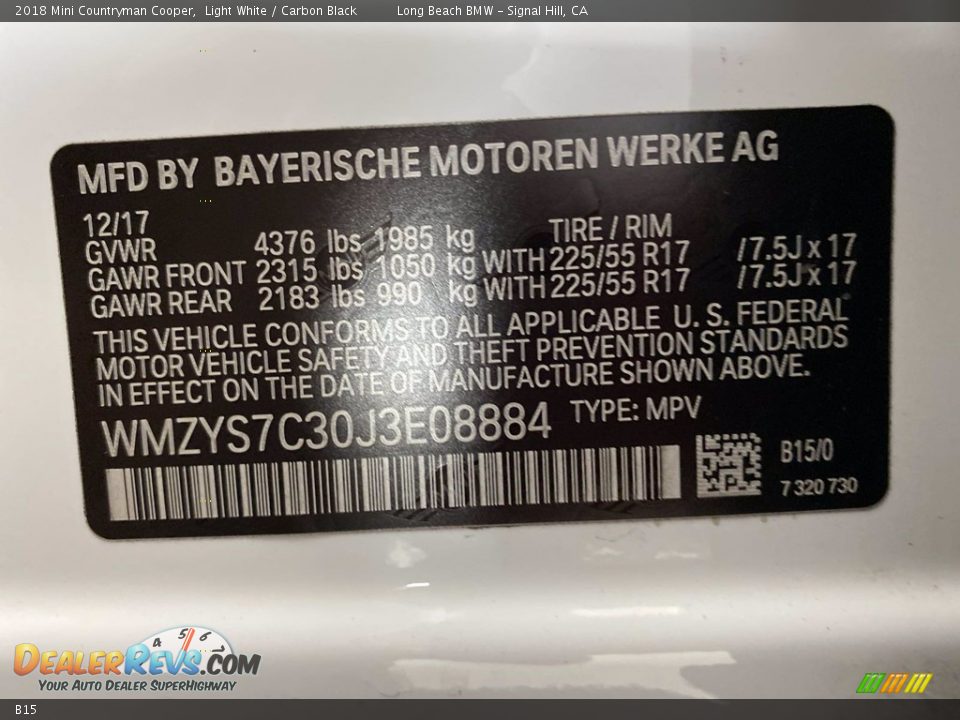 2018 Mini Countryman Cooper, Light White / Carbon Black Long Beach BMW - Signal Hill, CA
MFD BY BAYERISCHE MOTOREN WERKE AG
12/17 TIRE / RIM
GVWR 4376 lbs 1985 kg
GAWR FRONT 2315 lbs 1050 kg WITH 225/55 R17 /7.5J x 17
GAWR REAR 2183 lbs 990 kg WITH 225/55 R17 /7.5J x 17
THIS VEHICLE CONFORMS TO ALL APPLICABLE U. S. FEDERAL
MOTOR VEHICLE SAFETY AND THEFT PREVENTION STANDARDS
IN EFFECT ON THE DATE OF MANUFACTURE SHOWN ABOVE.
WMZYS7C30J3E08884 TYPE: MPV
B15/0
7 320 730
4 5 6 7
DEALERREVS.COM
YOUR AUTO DEALER SUPERHIGHWAY
B15